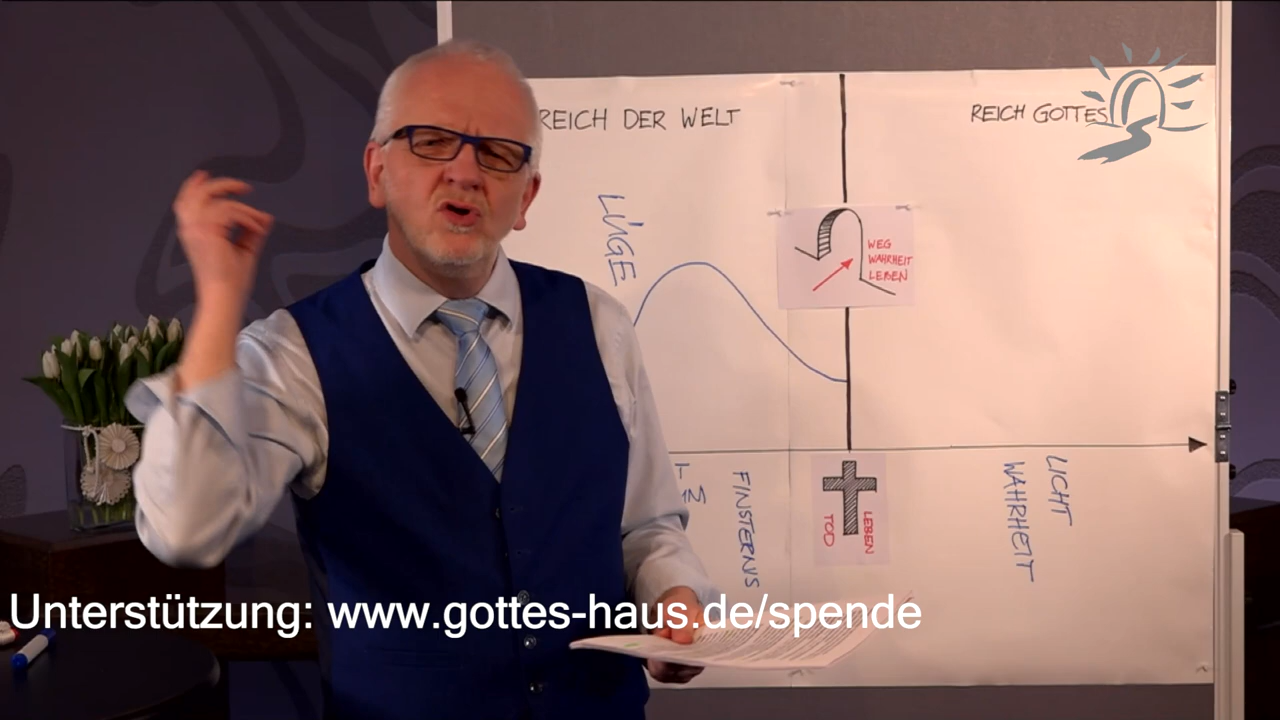 REICH DER WELT
REICH GOTTES
LÜGE
WEG
WAHRHEIT
LEBEN
FINSTERNIS
TOD
LEBEN
LICHT
WAHRHEIT
Unterstützung: www.gottes-haus.de/spende